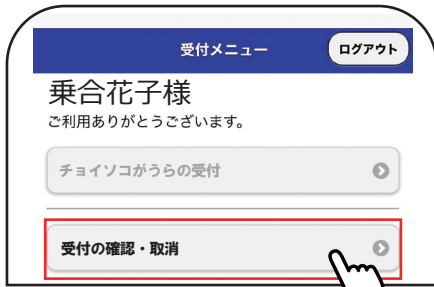 受付メニュー
ログアウト
乗合花子様
ご利用ありがとうございます。
チョイソコがうらの受付
受付の確認・取消